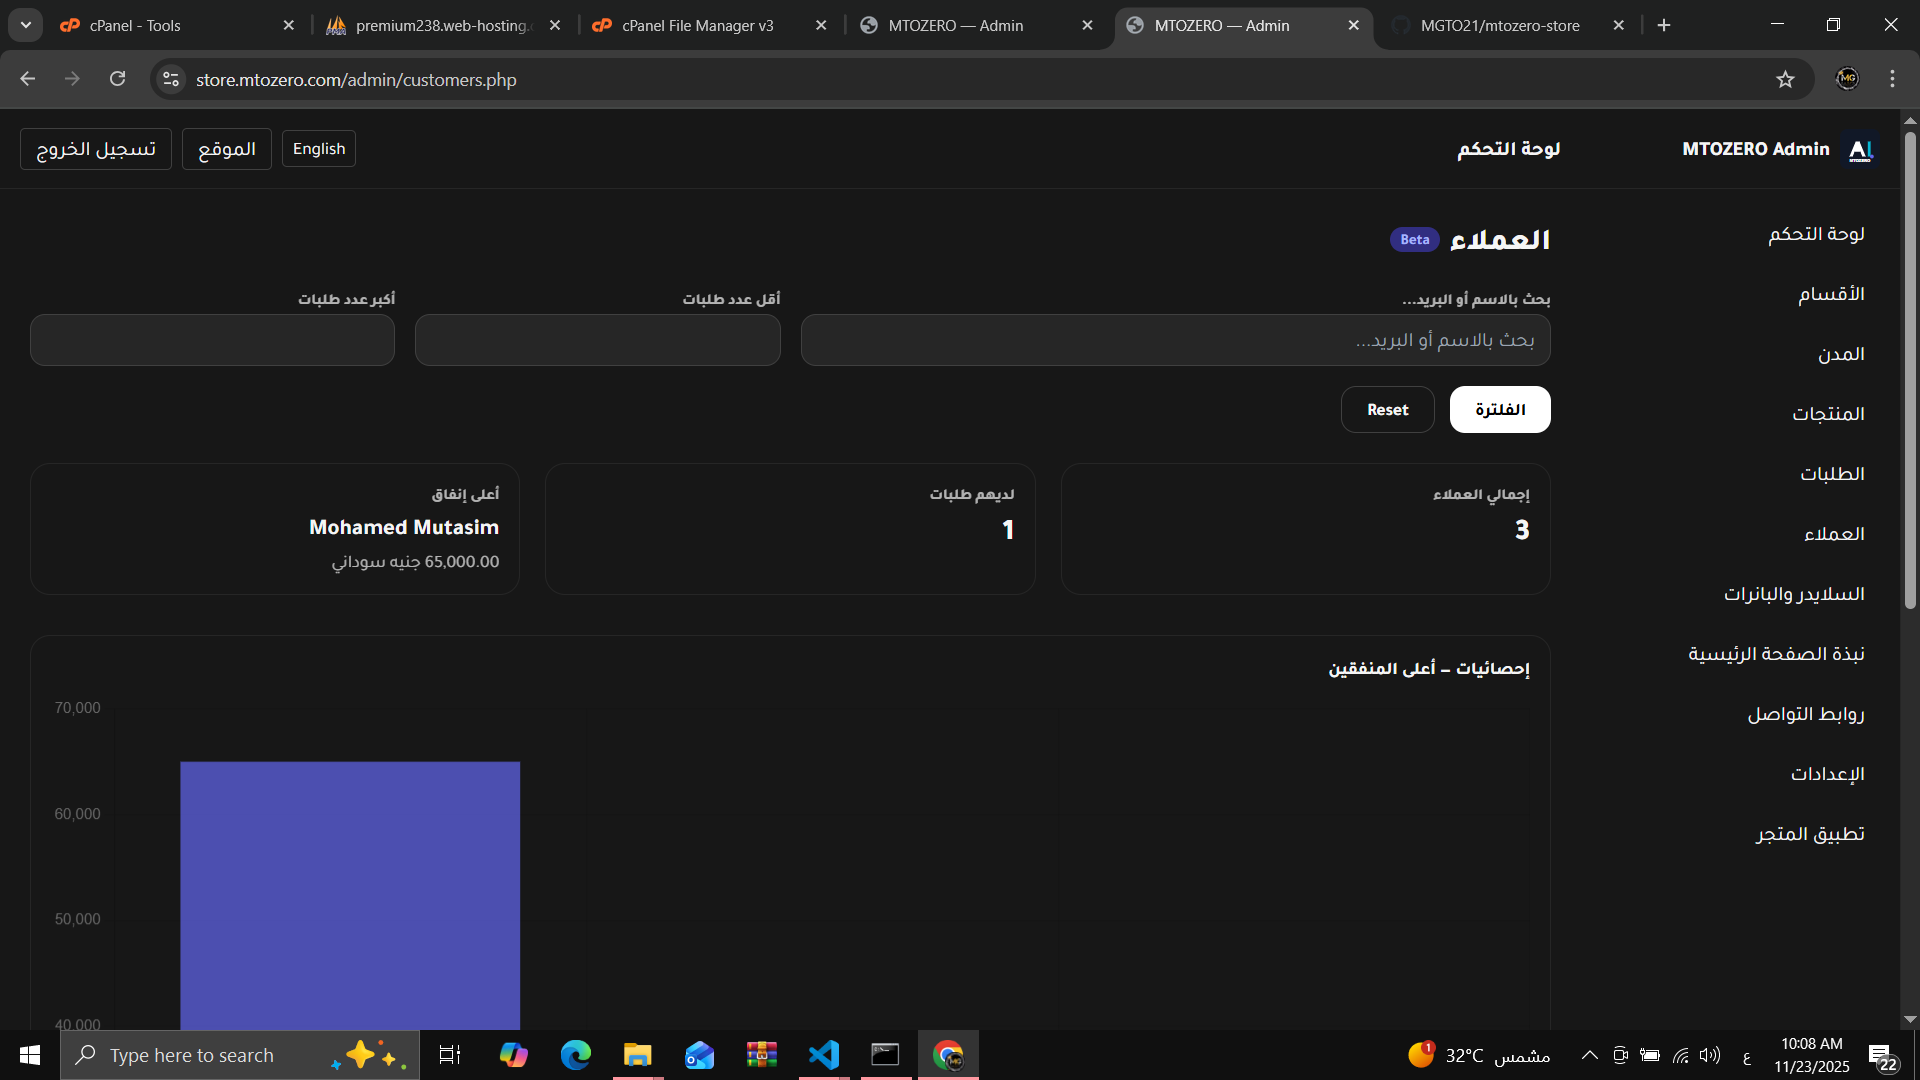 cPanel - Tools
premium238.web-hosting.
cPanel File Manager v3
MTOZERO — Admin
MTOZERO — Admin
MGTO21/mtozero-store
store.mtozero.com/admin/customers.php
MTOZERO Admin
لوحة التحكم
English
الموقع
تسجيل الخروج
لوحة التحكم
الأقسام
المدن
المنتجات
الطلبات
العملاء
السلايدر والبانرات
نبذة الصفحة الرئيسية
روابط التواصل
الإعدادات
تطبيق المتجر
العملاء Beta
بحث بالاسم أو البريد...
أقل عدد طلبات
أكبر عدد طلبات
بحث بالاسم أو البريد...
الفلترة
Reset
إجمالي العملاء
3
لديهم طلبات
1
أعلى إنفاق
Mohamed Mutasim
65,000.00 جنيه سوداني
إحصائيات – أعلى المنفقين
70,000
60,000
50,000
40,000
Type here to search
32°C مشمس
ع
10:08 AM
11/23/2025
22